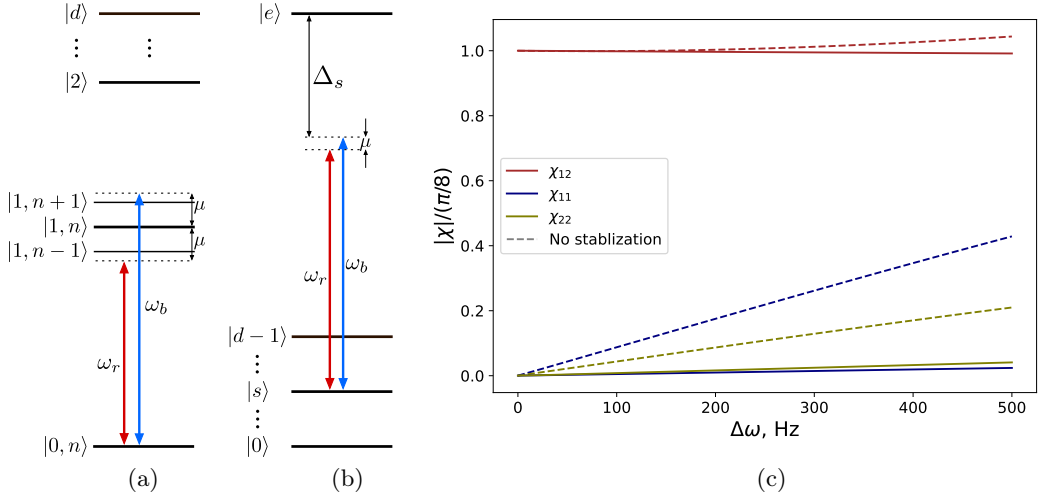 |d⟩
⋮ ⋮
|2⟩
|1, n + 1⟩
μ
|1, n⟩
μ
|1, n − 1⟩
ω_b
ω_r
|0, n⟩
(a)
|e⟩
Δ_s
μ
ω_r
ω_b
|d − 1⟩
⋮
|s⟩
⋮
|0⟩
(b)
|χ|/(π/8)
1.0
0.8
0.6
0.4
0.2
0.0
χ₁₂
χ₁₁
χ₂₂
No stablization
0 100 200 300 400 500
Δω, Hz
(c)